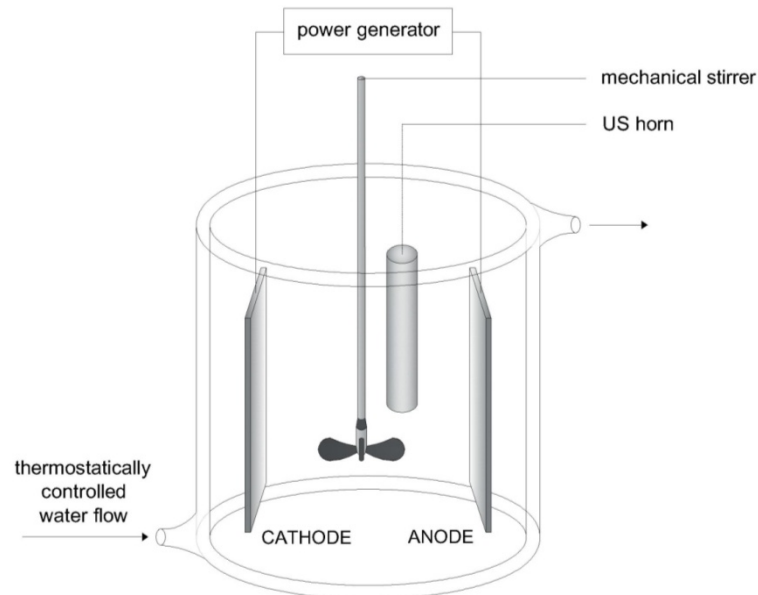 power generator
mechanical stirrer
US horn
thermostatically
controlled
water flow
CATHODE
ANODE